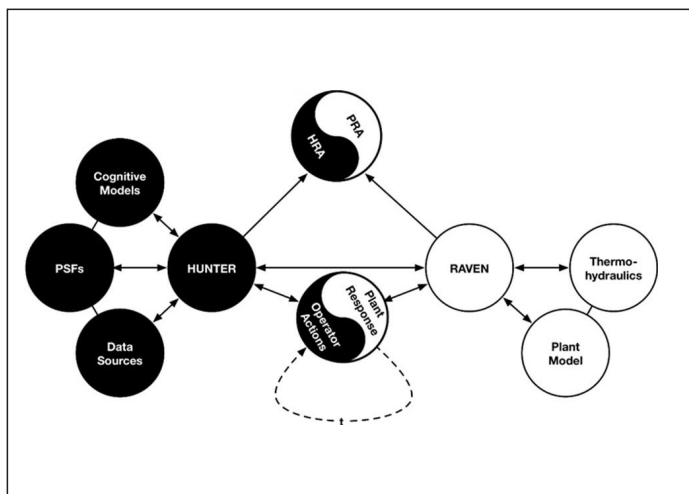 PRA
HRA
Cognitive
Models
PSFs
HUNTER
RAVEN
Thermo-
hydraulics
Plant
Response
Operator
Actions
Data
Sources
Plant
Model
t